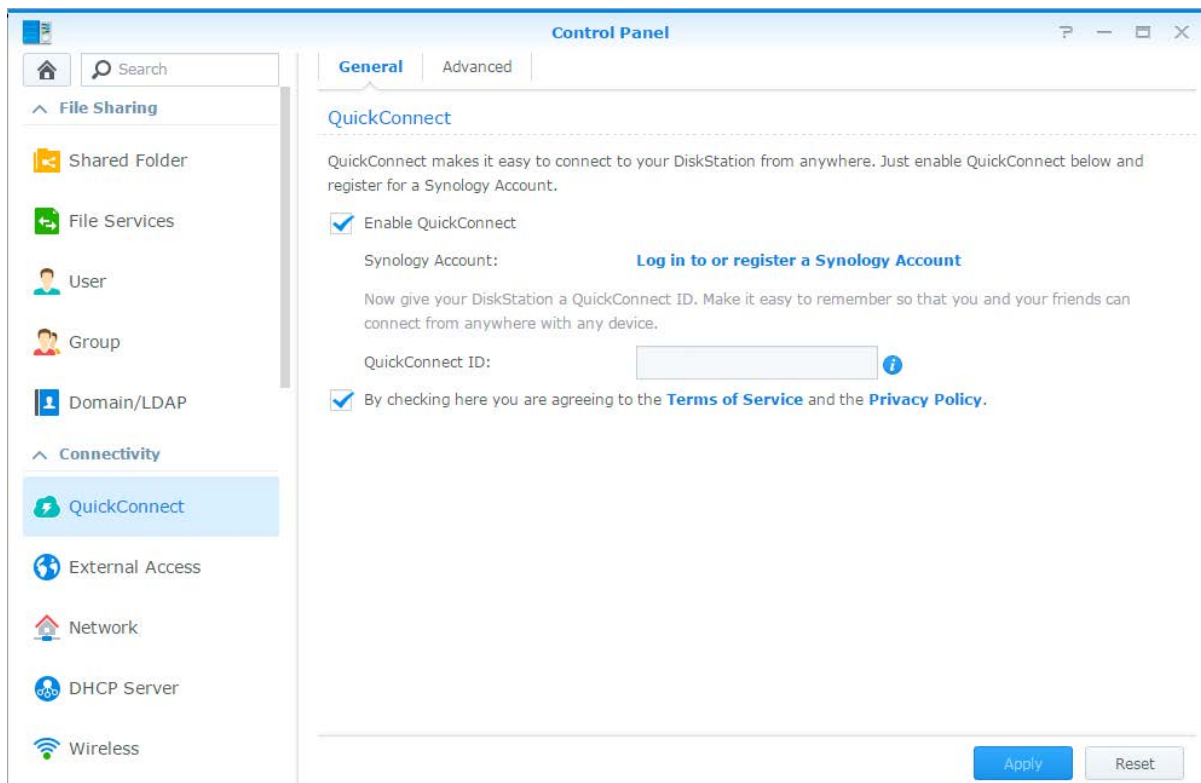 Control Panel
Search
General
Advanced
File Sharing
Shared Folder
File Services
User
Group
Domain/LDAP
Connectivity
QuickConnect
External Access
Network
DHCP Server
Wireless
QuickConnect
QuickConnect makes it easy to connect to your DiskStation from anywhere. Just enable QuickConnect below and
register for a Synology Account.
Enable QuickConnect
Synology Account: Log in to or register a Synology Account
Now give your DiskStation a QuickConnect ID. Make it easy to remember so that you and your friends can
connect from anywhere with any device.
QuickConnect ID:
By checking here you are agreeing to the Terms of Service and the Privacy Policy.
Apply
Reset